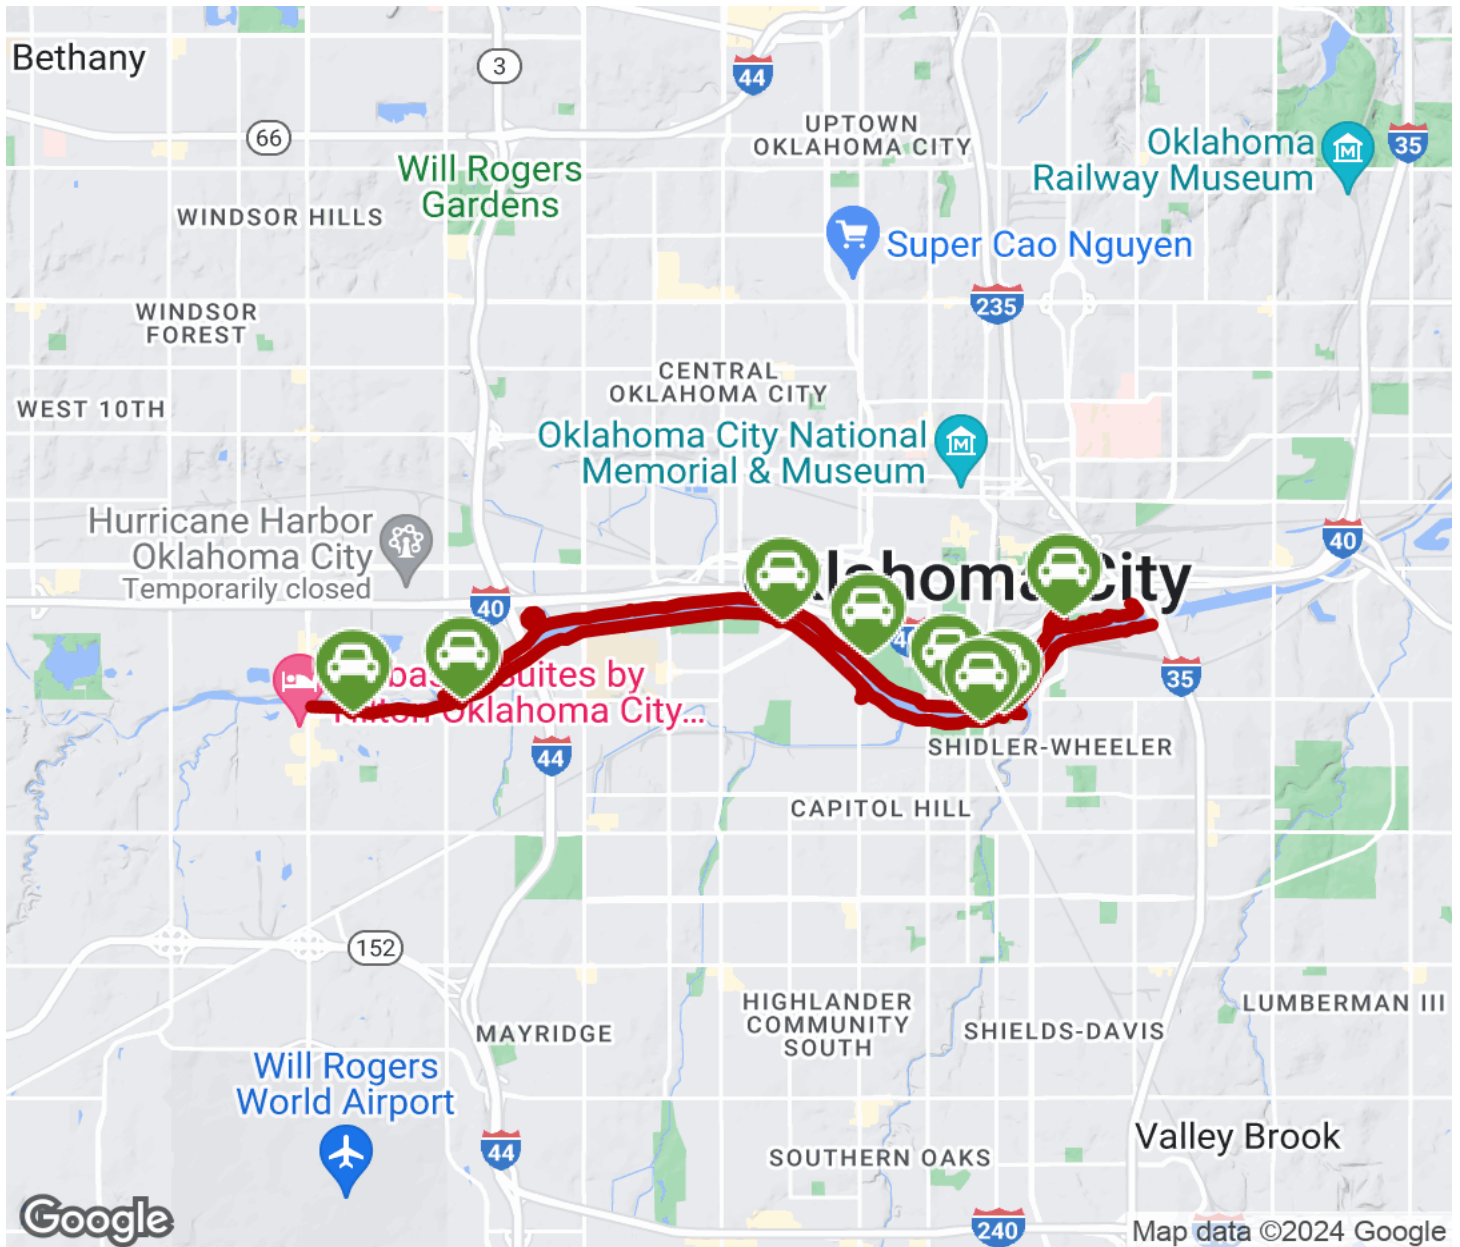 Bethany
3
44
66
UPTOWN
OKLAHOMA CITY
Oklahoma
Railway Museum
35
Will Rogers
Gardens
WINDSOR HILLS
Super Cao Nguyen
235
WINDSOR
FOREST
CENTRAL
OKLAHOMA CITY
WEST 10TH
Oklahoma City National
Memorial & Museum
Hurricane Harbor
Oklahoma City
Temporarily closed
40
40
lahoma City
35
suites by
Oklahoma City...
44
SHIDLER-WHEELER
CAPITOL HILL
152
HIGHLANDER
COMMUNITY
SOUTH
SHIELDS-DAVIS
LUMBERMAN III
MAYRIDGE
Will Rogers
World Airport
44
Valley Brook
SOUTHERN OAKS
Google
240
Map data ©2024 Google